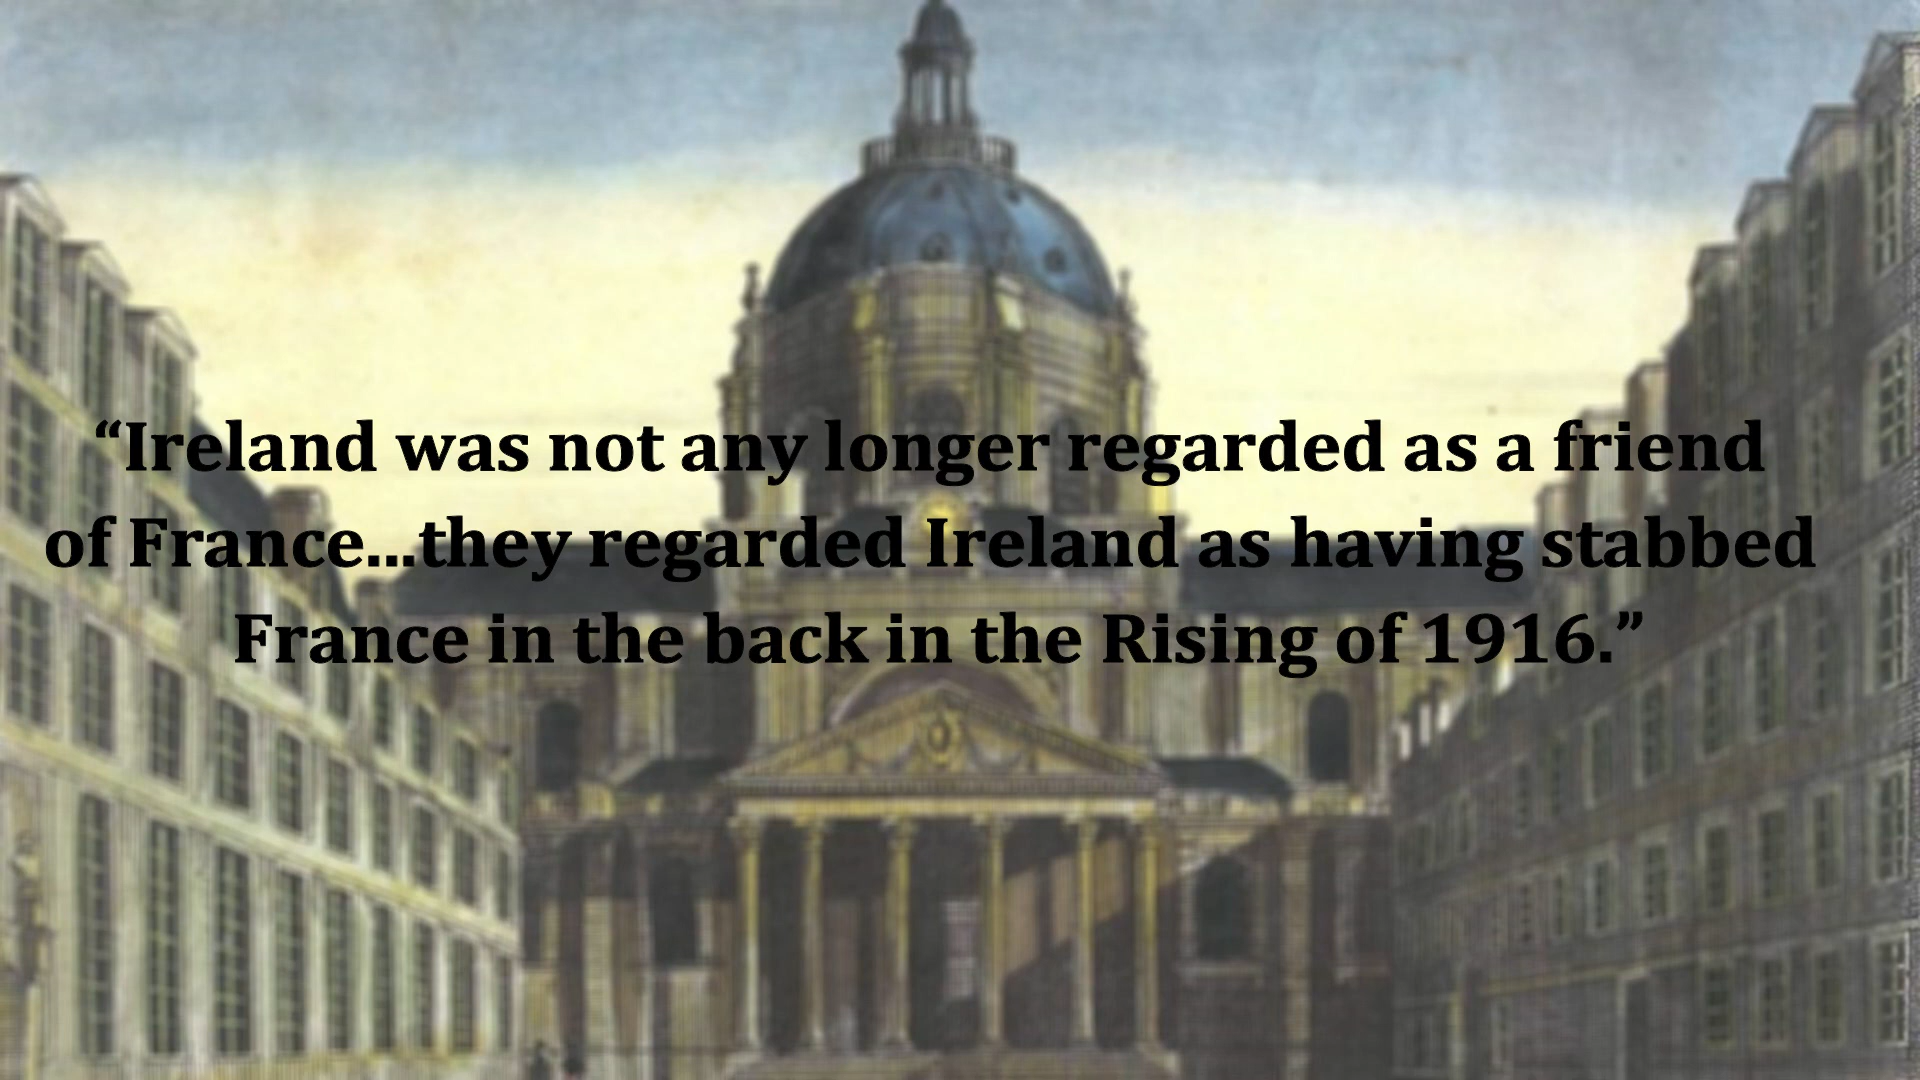 “Ireland was not any longer regarded as a friend
of France...they regarded Ireland as having stabbed
France in the back in the Rising of 1916.”